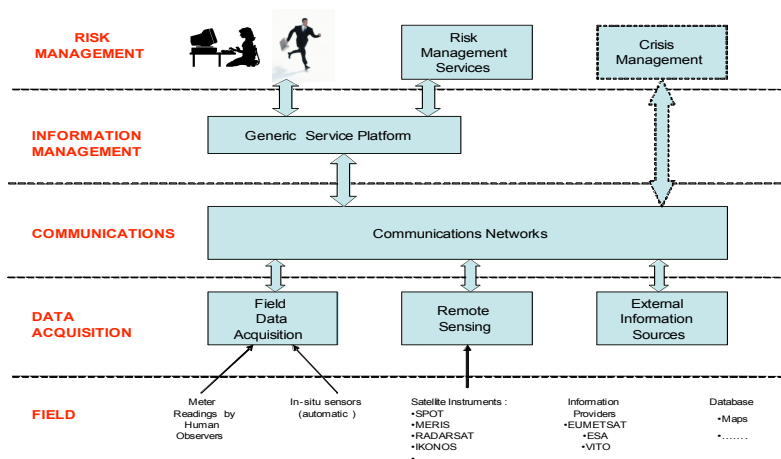 RISK
MANAGEMENT
Risk
Management
Services
Crisis
Management
INFORMATION
MANAGEMENT
Generic Service Platform
COMMUNICATIONS
Communications Networks
DATA
ACQUISITION
Field
Data
Acquisition
Remote
Sensing
External
Information
Sources
FIELD
Meter
Readings by
Human
Observers
In-situ sensors
(automatic )
Satellite Instruments :
•SPOT
•MERIS
•RADARSAT
•IKONOS
•
Information
Providers
•EUMETSAT
•ESA
•VITO
Database
•Maps
•…….